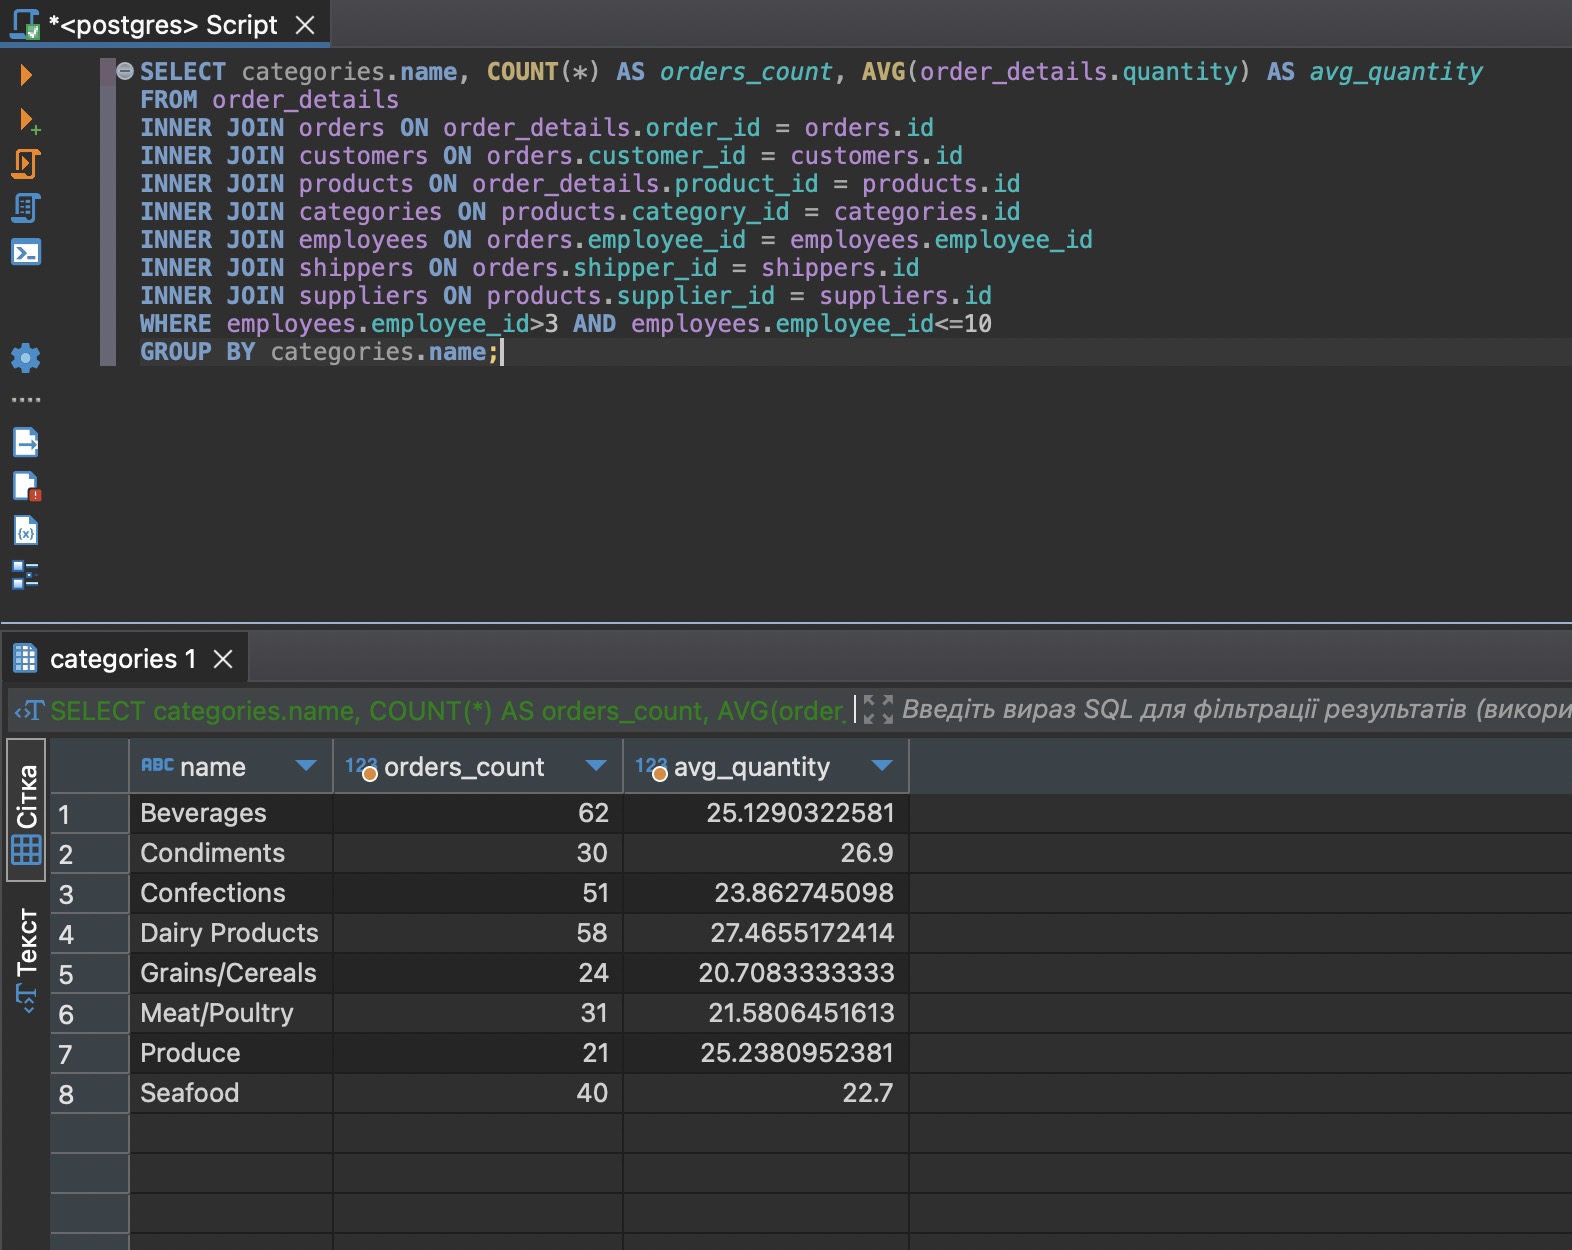 *<postgres> Script
SELECT categories.name, COUNT(*) AS orders_count, AVG(order_details.quantity) AS avg_quantity
FROM order_details
INNER JOIN orders ON order_details.order_id = orders.id
INNER JOIN customers ON orders.customer_id = customers.id
INNER JOIN products ON order_details.product_id = products.id
INNER JOIN categories ON products.category_id = categories.id
INNER JOIN employees ON orders.employee_id = employees.employee_id
INNER JOIN shippers ON orders.shipper_id = shippers.id
INNER JOIN suppliers ON products.supplier_id = suppliers.id
WHERE employees.employee_id>3 AND employees.employee_id<=10
GROUP BY categories.name;
categories 1
SELECT categories.name, COUNT(*) AS orders_count, AVG(order_ Введіть вираз SQL для фільтрації результатів (викори
Сітка
Текст
ABC name 123 orders_count 123 avg_quantity
1 Beverages 62 25.1290322581
2 Condiments 30 26.9
3 Confections 51 23.862745098
4 Dairy Products 58 27.4655172414
5 Grains/Cereals 24 20.7083333333
6 Meat/Poultry 31 21.5806451613
7 Produce 21 25.2380952381
8 Seafood 40 22.7